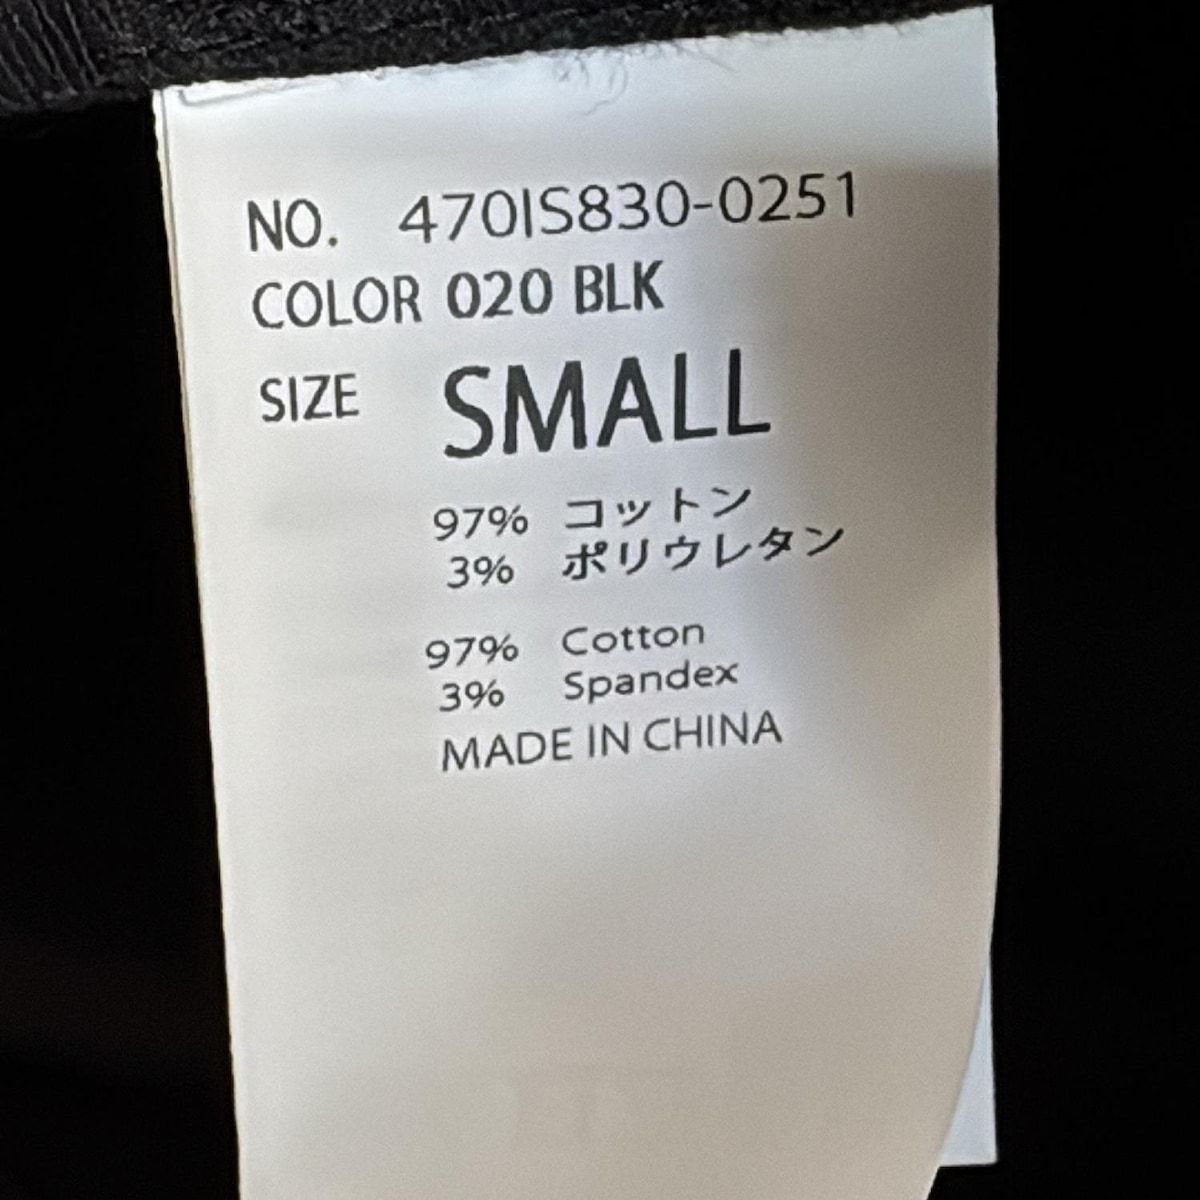 NO. 470IS830-0251
COLOR 020 BLK
SIZE SMALL
97% コットン
3% ポリウレタン
97% Cotton
3% Spandex
MADE IN CHINA